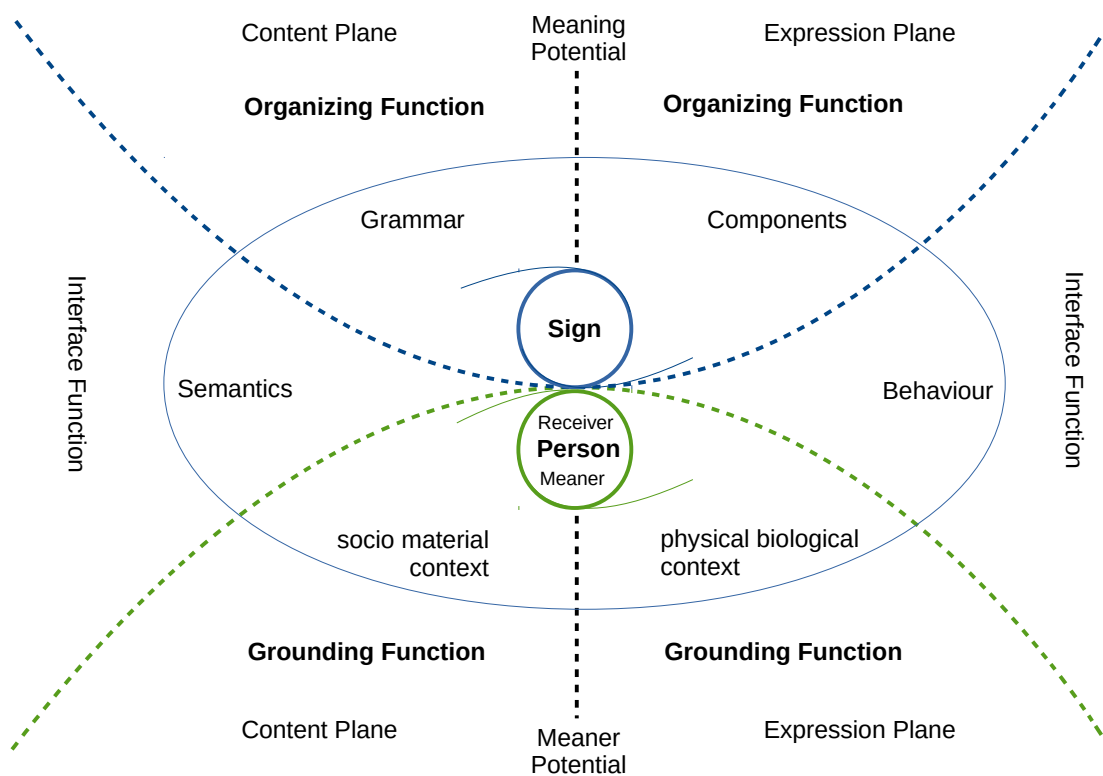 Content Plane
Meaning
Potential
Expression Plane
Organizing Function
Organizing Function
Grammar
Components
Interface Function
Sign
Interface Function
Semantics
Behaviour
Receiver
Person
Meaner
socio material
context
physical biological
context
Grounding Function
Grounding Function
Content Plane
Meaner
Potential
Expression Plane